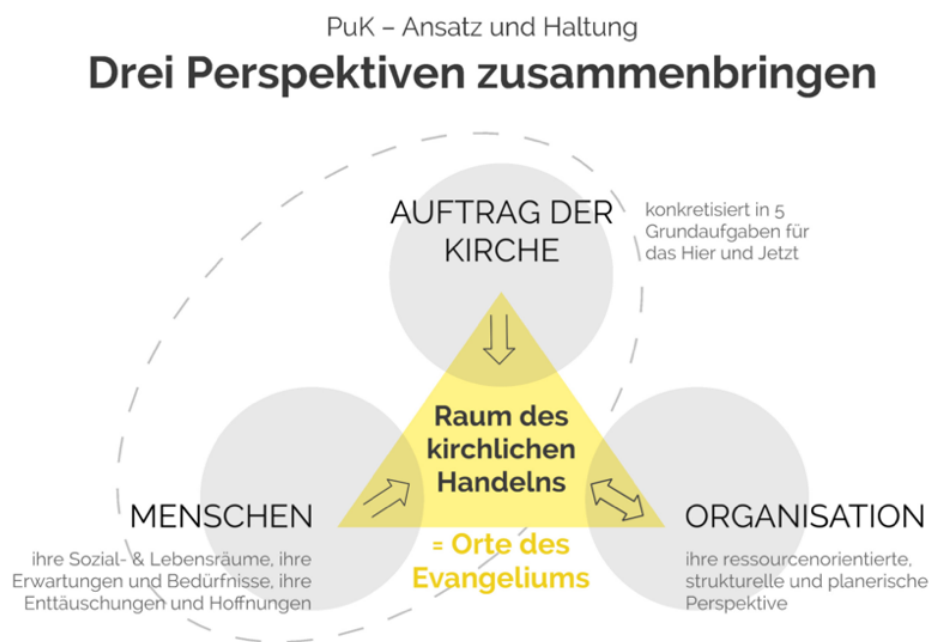 PuK – Ansatz und Haltung
Drei Perspektiven zusammenbringen
AUFTRAG DER
KIRCHE
konkretisiert in 5
Grundaufgaben für
das Hier und Jetzt
Raum des
kirchlichen
Handelns
MENSCHEN
ihre Sozial- & Lebensräume, ihre
Erwartungen und Bedürfnisse, ihre
Enttäuschungen und Hoffnungen
= Orte des
Evangeliums
ORGANISATION
ihre ressourcenorientierte,
strukturelle und planerische
Perspektive